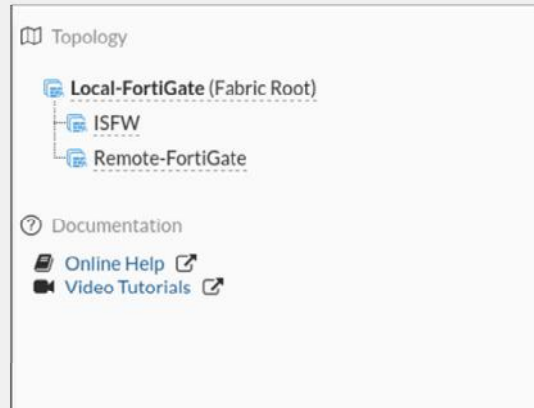 Topology
Local-FortiGate (Fabric Root)
ISFW
Remote-FortiGate
Documentation
Online Help
Video Tutorials